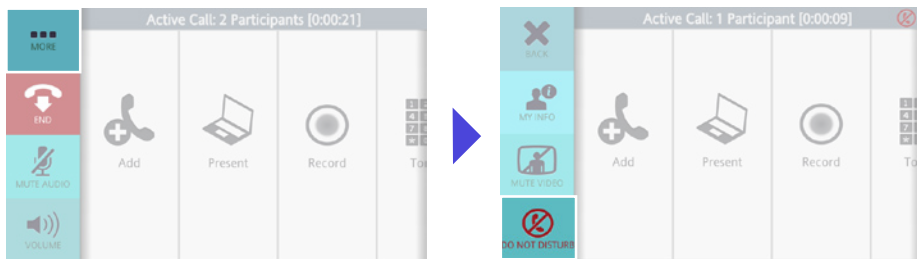 Active Call: 2 Participants [0:00:21]
MORE
END
MUTE AUDIO
VOLUME
Add
Present
Record
Active Call: 1 Participant [0:00:09]
BACK
MY INFO
MUTE VIDEO
DO NOT DISTURB
Add
Present
Record